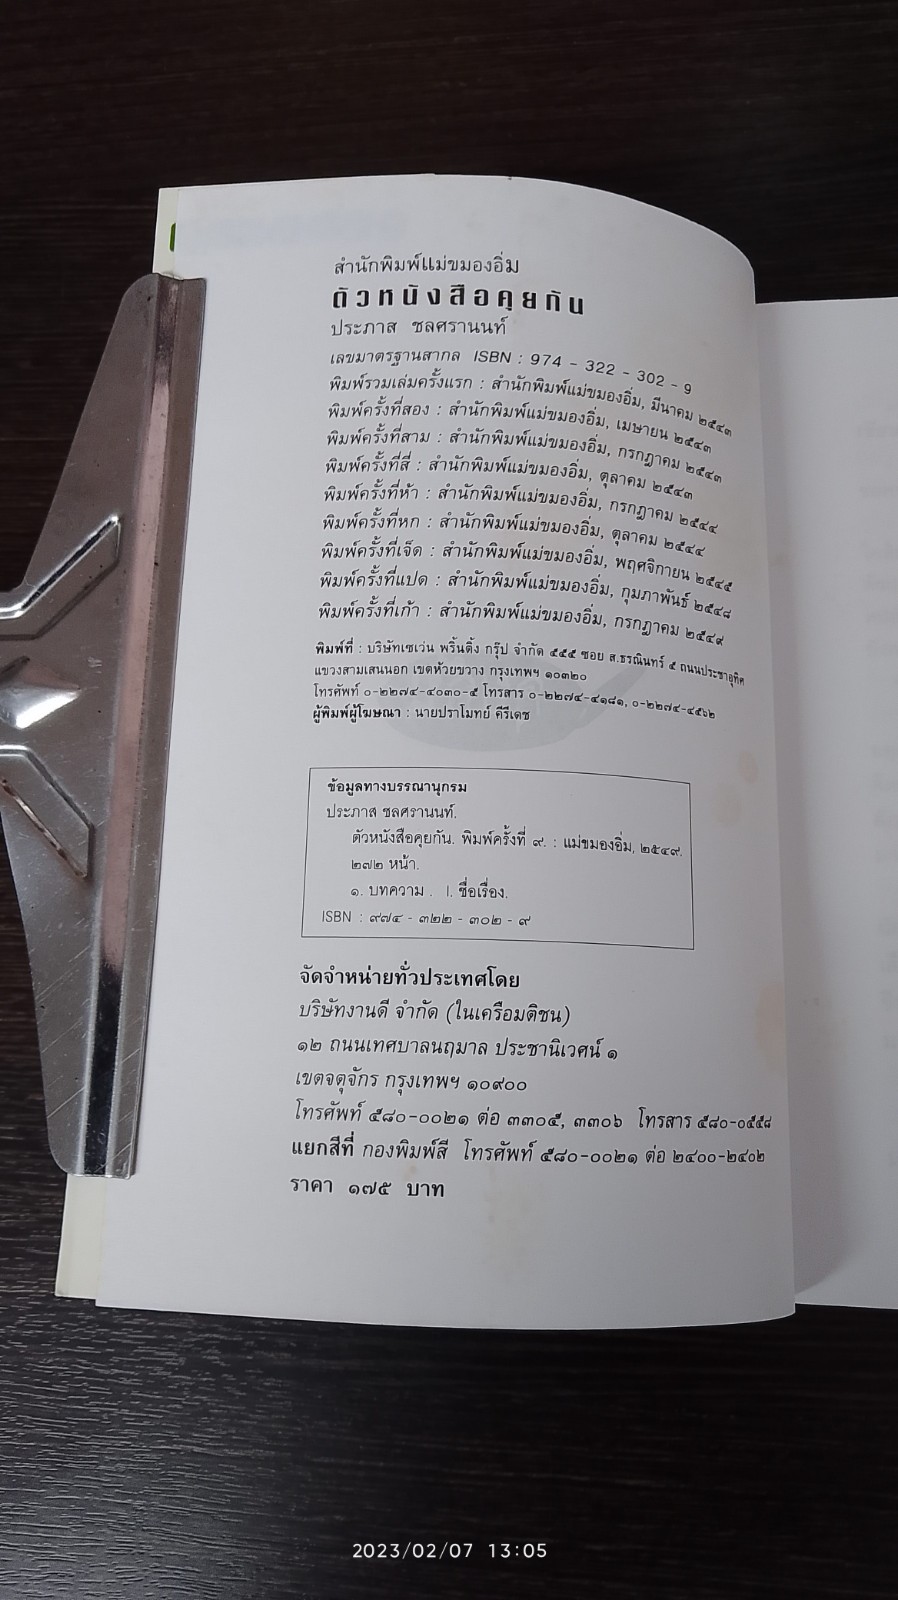 สำนักพิมพ์แม่ขมองอิ่ม
ตัวหนังสือคุยกัน
ประภาส ชลศรานนท์
เลขมาตรฐานสากล ISBN : 974 - 322 - 302 - 9
พิมพ์รวมเล่มครั้งแรก : สำนักพิมพ์แม่ขมองอิ่ม, มีนาคม ๒๕๔๓
พิมพ์ครั้งที่สอง : สำนักพิมพ์แม่ขมองอิ่ม, เมษายน ๒๕๔๓
พิมพ์ครั้งที่สาม : สำนักพิมพ์แม่ขมองอิ่ม, กรกฎาคม ๒๕๔๓
พิมพ์ครั้งที่สี่ : สำนักพิมพ์แม่ขมองอิ่ม, ตุลาคม ๒๕๔๓
พิมพ์ครั้งที่ห้า : สำนักพิมพ์แม่ขมองอิ่ม, กรกฎาคม ๒๕๔๔
พิมพ์ครั้งที่หก : สำนักพิมพ์แม่ขมองอิ่ม, ตุลาคม ๒๕๔๔
พิมพ์ครั้งที่เจ็ด : สำนักพิมพ์แม่ขมองอิ่ม, พฤศจิกายน ๒๕๔๕
พิมพ์ครั้งที่แปด : สำนักพิมพ์แม่ขมองอิ่ม, กุมภาพันธ์ ๒๕๔๘
พิมพ์ครั้งที่เก้า : สำนักพิมพ์แม่ขมองอิ่ม, กรกฎาคม ๒๕๔๙
พิมพ์ที่ : บริษัทเซเว่น พริ้นติ้ง กรุ๊ป จำกัด ๕๕๕ ซอย ส.ธรณินทร์ ๕ ถนนประชาอุทิศ
แขวงสามเสนนอก เขตห้วยขวาง กรุงเทพฯ ๑๐๓๒๐
โทรศัพท์ ๐-๒๒๗๔-๔๐๓๐-๕ โทรสาร ๐-๒๒๗๔-๔๑๘๑, ๐-๒๒๗๔-๔๕๖๒
ผู้พิมพ์ผู้โฆษณา : นายปราโมทย์ คีรีเดช
ข้อมูลทางบรรณานุกรม
ประภาส ชลศรานนท์.
ตัวหนังสือคุยกัน. พิมพ์ครั้งที่ ๙. : แม่ขมองอิ่ม, ๒๕๔๙.
๒๗๒ หน้า.
๑. บทความ . I. ชื่อเรื่อง.
ISBN : ๙๗๔ - ๓๒๒ - ๓๐๒ - ๙
จัดจำหน่ายทั่วประเทศโดย
บริษัทงานดี จำกัด (ในเครือมติชน)
๑๒ ถนนเทศบาลนฤมาล ประชานิเวศน์ ๑
เขตจตุจักร กรุงเทพฯ ๑๐๙๐๐
โทรศัพท์ ๕๘๐-๐๐๒๑ ต่อ ๓๓๐๕, ๓๓๐๖ โทรสาร ๕๘๐-๐๕๕๘
แยกสีที่ กองพิมพ์สี โทรศัพท์ ๕๘๐-๐๐๒๑ ต่อ ๒๔๐๐-๒๔๐๒
ราคา ๑๗๕ บาท
2023/02/07 13:05